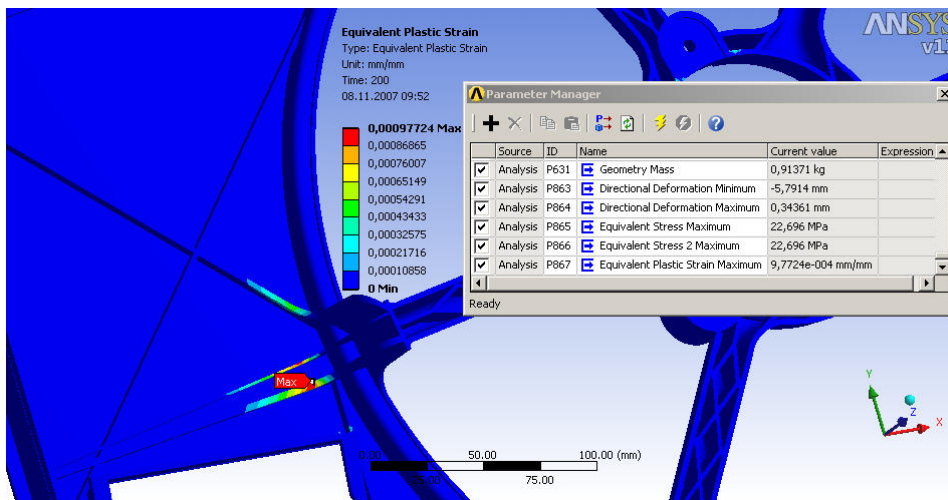 Equivalent Plastic Strain
Type: Equivalent Plastic Strain
Unit: mm/mm
Time: 200
08.11.2007 09:52
0,00097724 Max
0,00086865
0,00076007
0,00065149
0,00054291
0,00043433
0,00032575
0,00021716
0,00010858
0 Min
ANSYS
Parameter Manager
Source ID Name Current value Expression
Analysis P631 Geometry Mass 0,91371 kg
Analysis P863 Directional Deformation Minimum -5,7914 mm
Analysis P864 Directional Deformation Maximum 0,34361 mm
Analysis P865 Equivalent Stress Maximum 22,696 MPa
Analysis P866 Equivalent Stress 2 Maximum 22,696 MPa
Analysis P867 Equivalent Plastic Strain Maximum 9,7724e-004 mm/mm
Ready
Max
Y
Z
X
0.00 50.00 100.00 (mm)
75.00